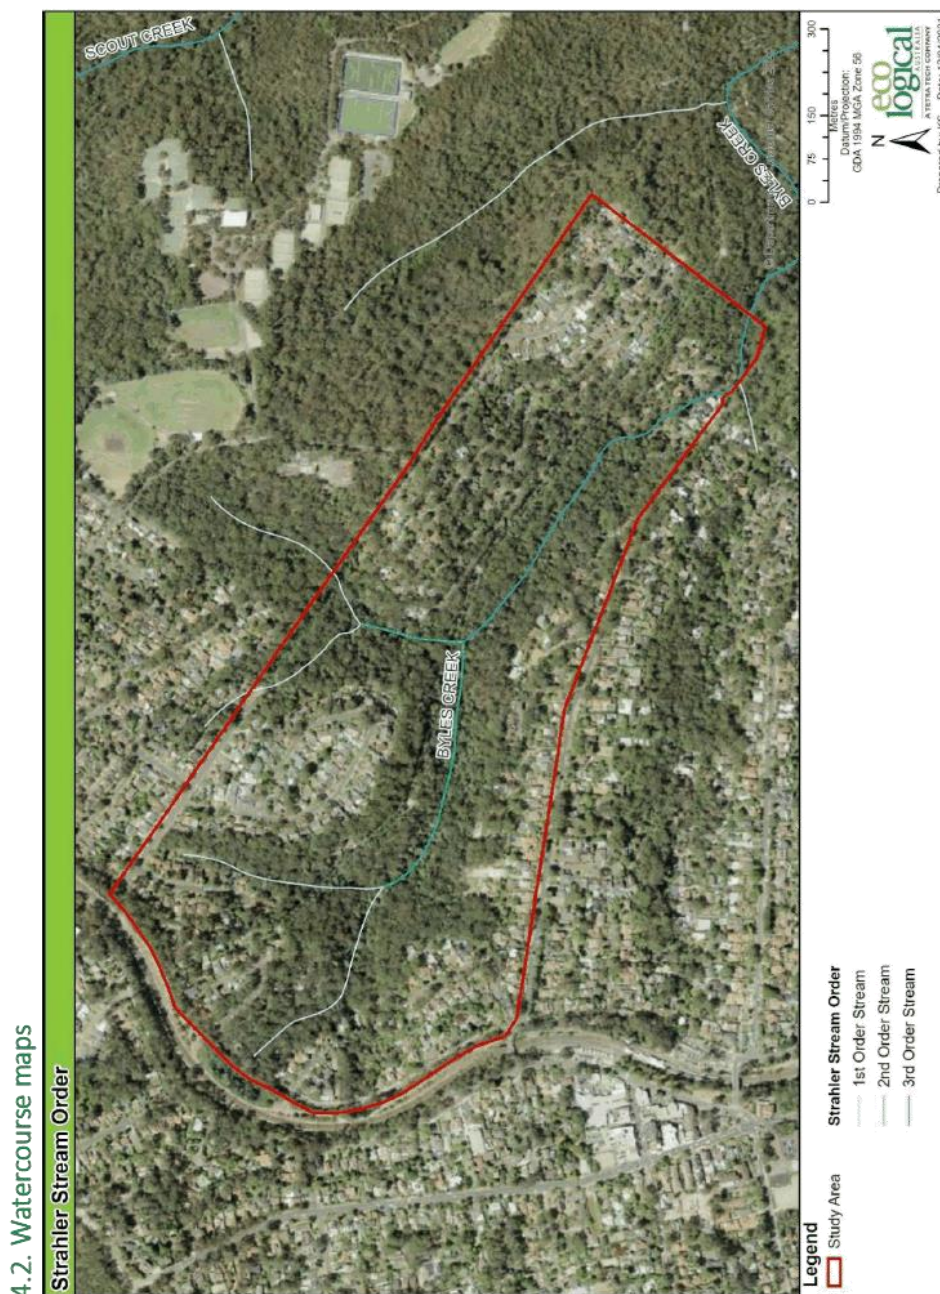 4.2. Watercourse maps
Strahler Stream Order
SCOUT CREEK
BYLES CREEK
BYLES CREEK
Legend
Study Area
Strahler Stream Order
1st Order Stream
2nd Order Stream
3rd Order Stream
0 75 150 300
Metres
Datum/Projection:
GDA 1994 MGA Zone 56
N
eco
logical
AUSTRALIA
A TETRA TECH COMPANY